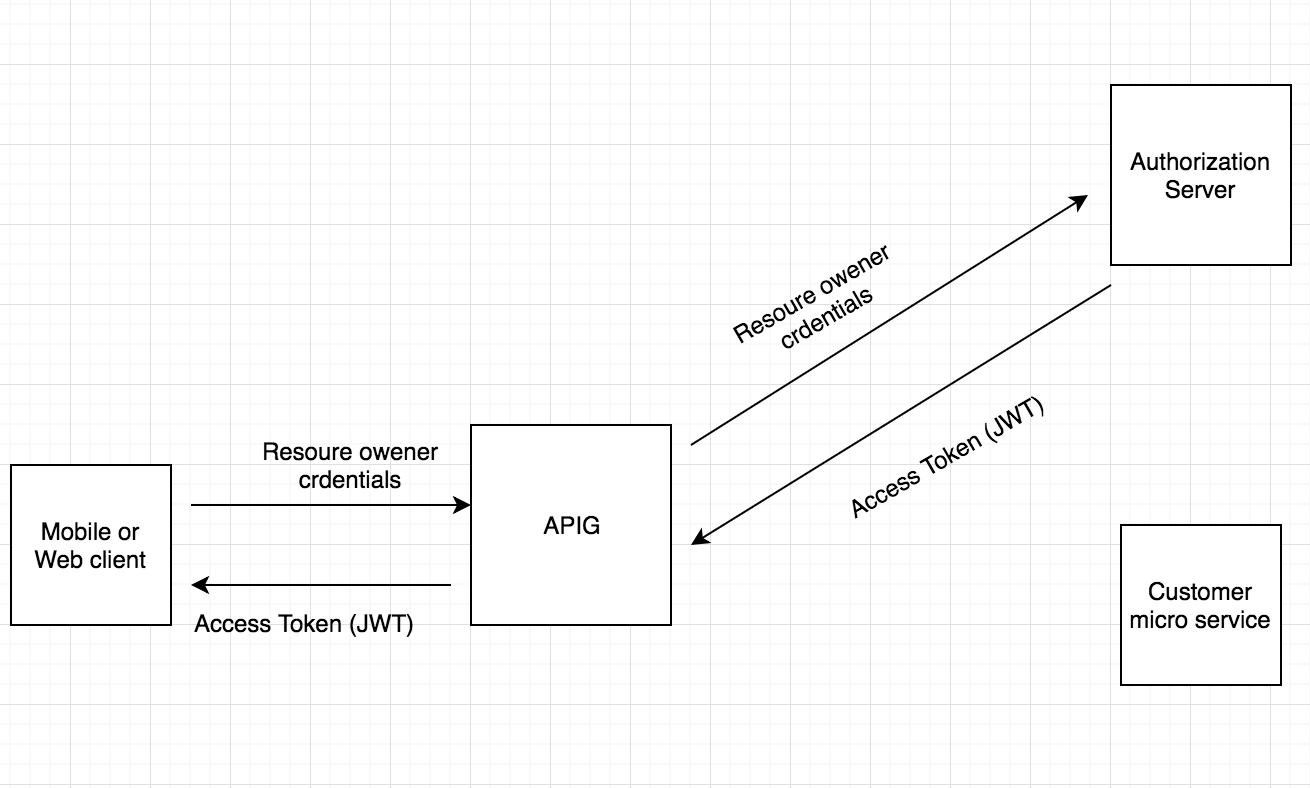 Authorization
Server
Resoure owener
crdentials
Resoure owener
crdentials
Access Token (JWT)
Mobile or
Web client
APIG
Access Token (JWT)
Customer
micro service